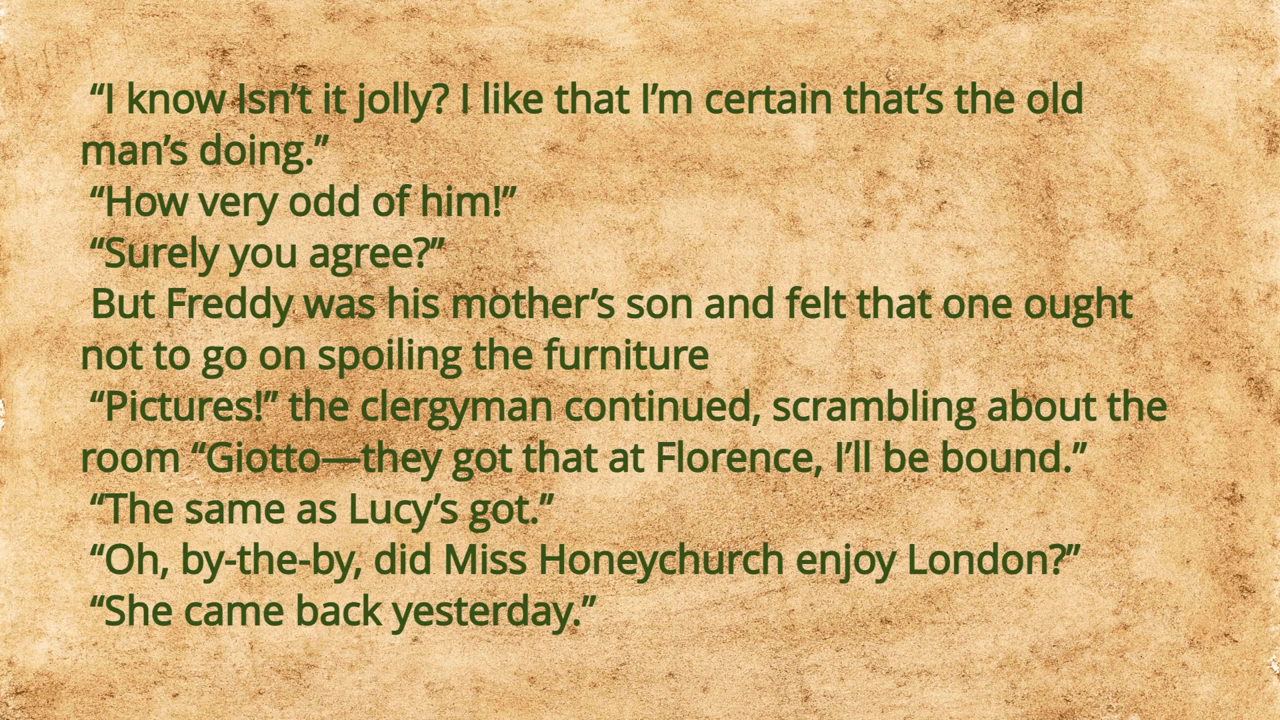 “I know Isn’t it jolly? I like that I’m certain that’s the old
man’s doing.”
“How very odd of him!”
“Surely you agree?”
But Freddy was his mother’s son and felt that one ought
not to go on spoiling the furniture
“Pictures!” the clergyman continued, scrambling about the
room “Giotto—they got that at Florence, I’ll be bound.”
“The same as Lucy’s got.”
“Oh, by-the-by, did Miss Honeychurch enjoy London?”
“She came back yesterday.”